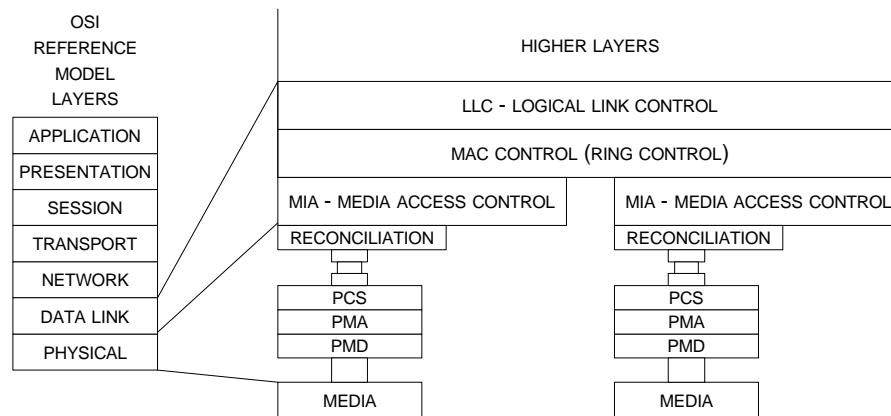 OSI
REFERENCE
MODEL
LAYERS
APPLICATION
PRESENTATION
SESSION
TRANSPORT
NETWORK
DATA LINK
PHYSICAL
HIGHER LAYERS
LLC - LOGICAL LINK CONTROL
MAC CONTROL (RING CONTROL)
MIA - MEDIA ACCESS CONTROL
RECONCILIATION
PCS
PMA
PMD
MEDIA
MIA - MEDIA ACCESS CONTROL
RECONCILIATION
PCS
PMA
PMD
MEDIA